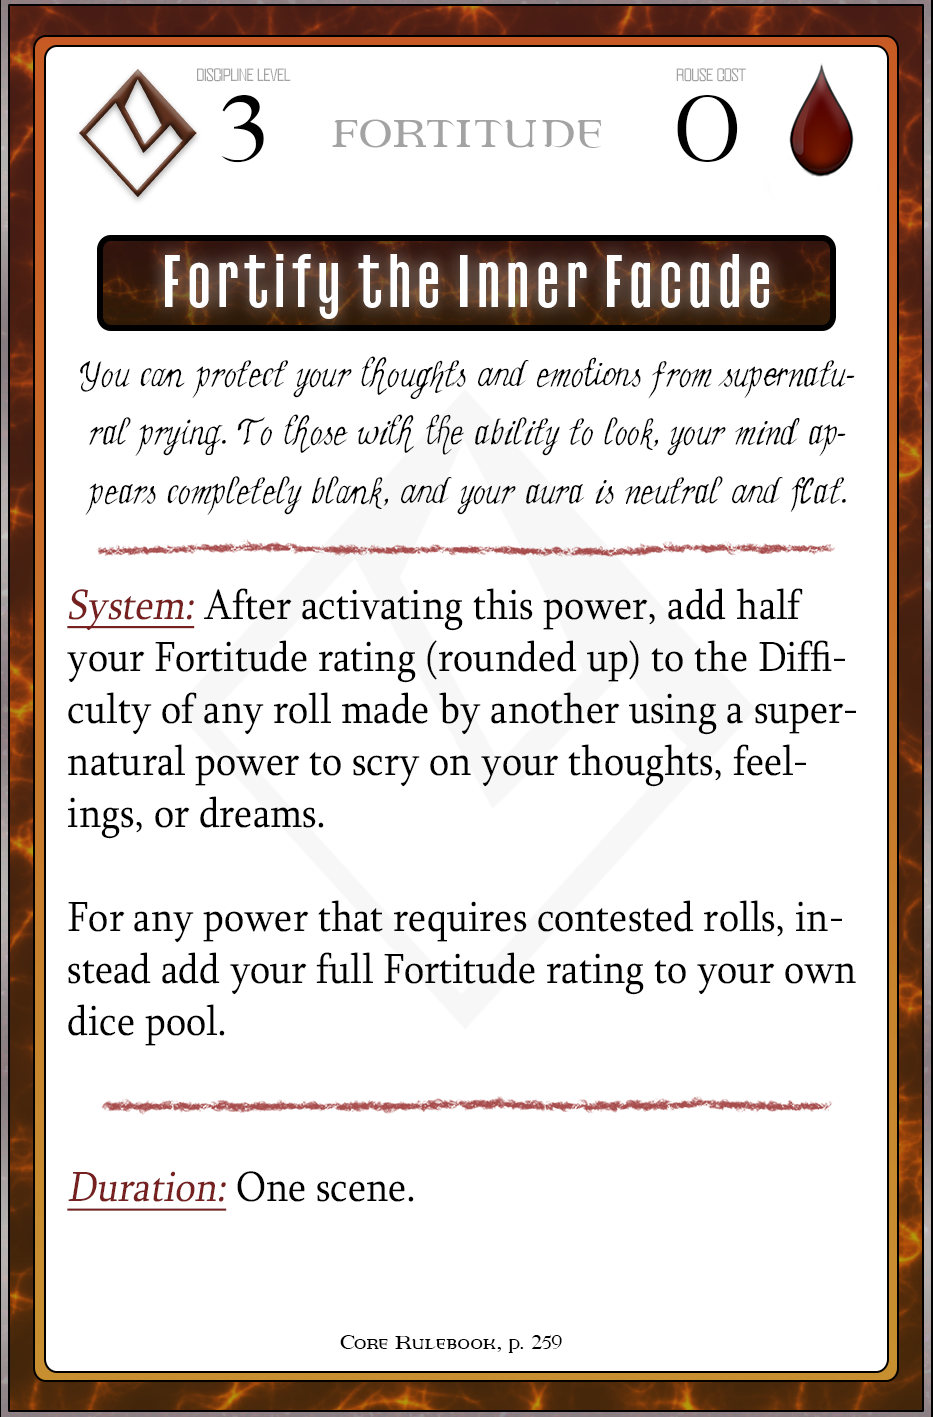 DISCIPLINE LEVEL
3
FORTITUDE
ROUSE COST
0
Fortify the Inner Facade
You can protect your thoughts and emotions from supernatu-
ral prying. To those with the ability to look, your mind ap-
pears completely blank, and your aura is neutral and flat.
System: After activating this power, add half
your Fortitude rating (rounded up) to the Diffi-
culty of any roll made by another using a super-
natural power to scry on your thoughts, feel-
ings, or dreams.
For any power that requires contested rolls, in-
stead add your full Fortitude rating to your own
dice pool.
Duration: One scene.
Core Rulebook, p. 259